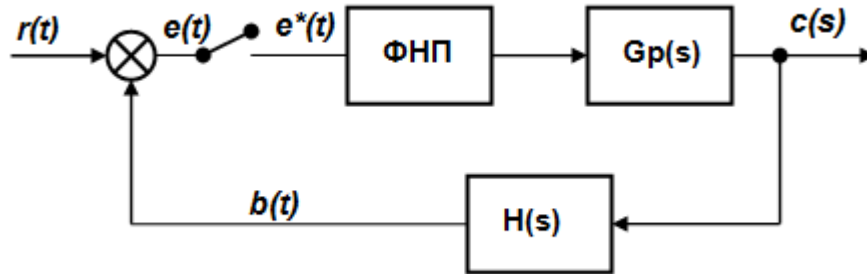 r(t)
e(t)
e*(t)
ФНП
Gp(s)
c(s)
b(t)
H(s)